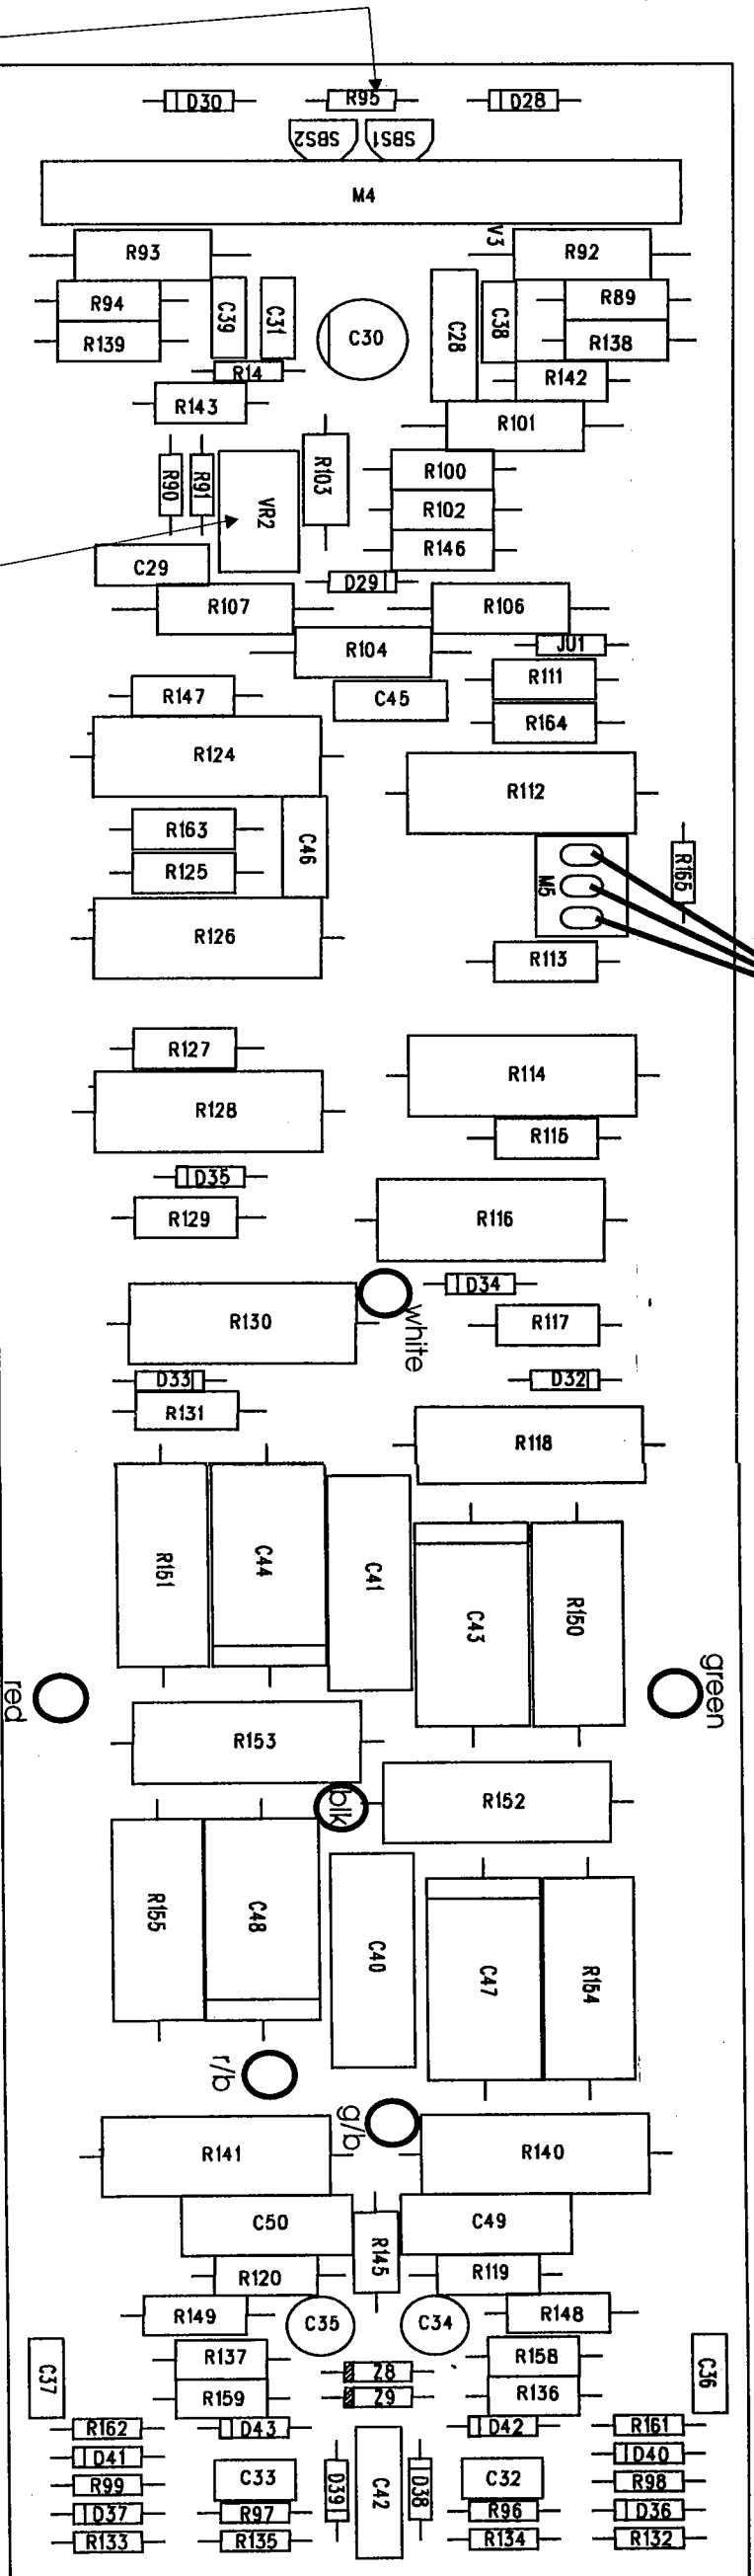 D30 R95 D28
SBS2 SBS1
M4
R93 V3 R92
R94 C39 C31 C30 C28 C38 R89
R139 R138
R14 R142
R143 R101
R90 R91 VR2 R103 R100
R102
R146
C29 D29
R107 R106
R104 JU1
R147 C45 R111
R164
R124
R112
R163 C46
R125 M5 R165
R126
R113
R127
R128 R114
R115
D35
R129 R116
D34
R130 white R117
D33 D32
R131
R118
R151 C44 C41 C43 R150
red green
R153
blk R152
R155 C48 C40 C47 R154
r/b
g/b
R141 R140
C50 C49
R120 R145 R119
R149 C35 C34 R148
C37 R137 Z8 R158 C36
R159 Z9 R136
R162 D43 D42 R161
D41 D40
R99 C33 D39 C42 D38 C32 R98
D37 R97 R96 D36
R133 R135 R134 R132